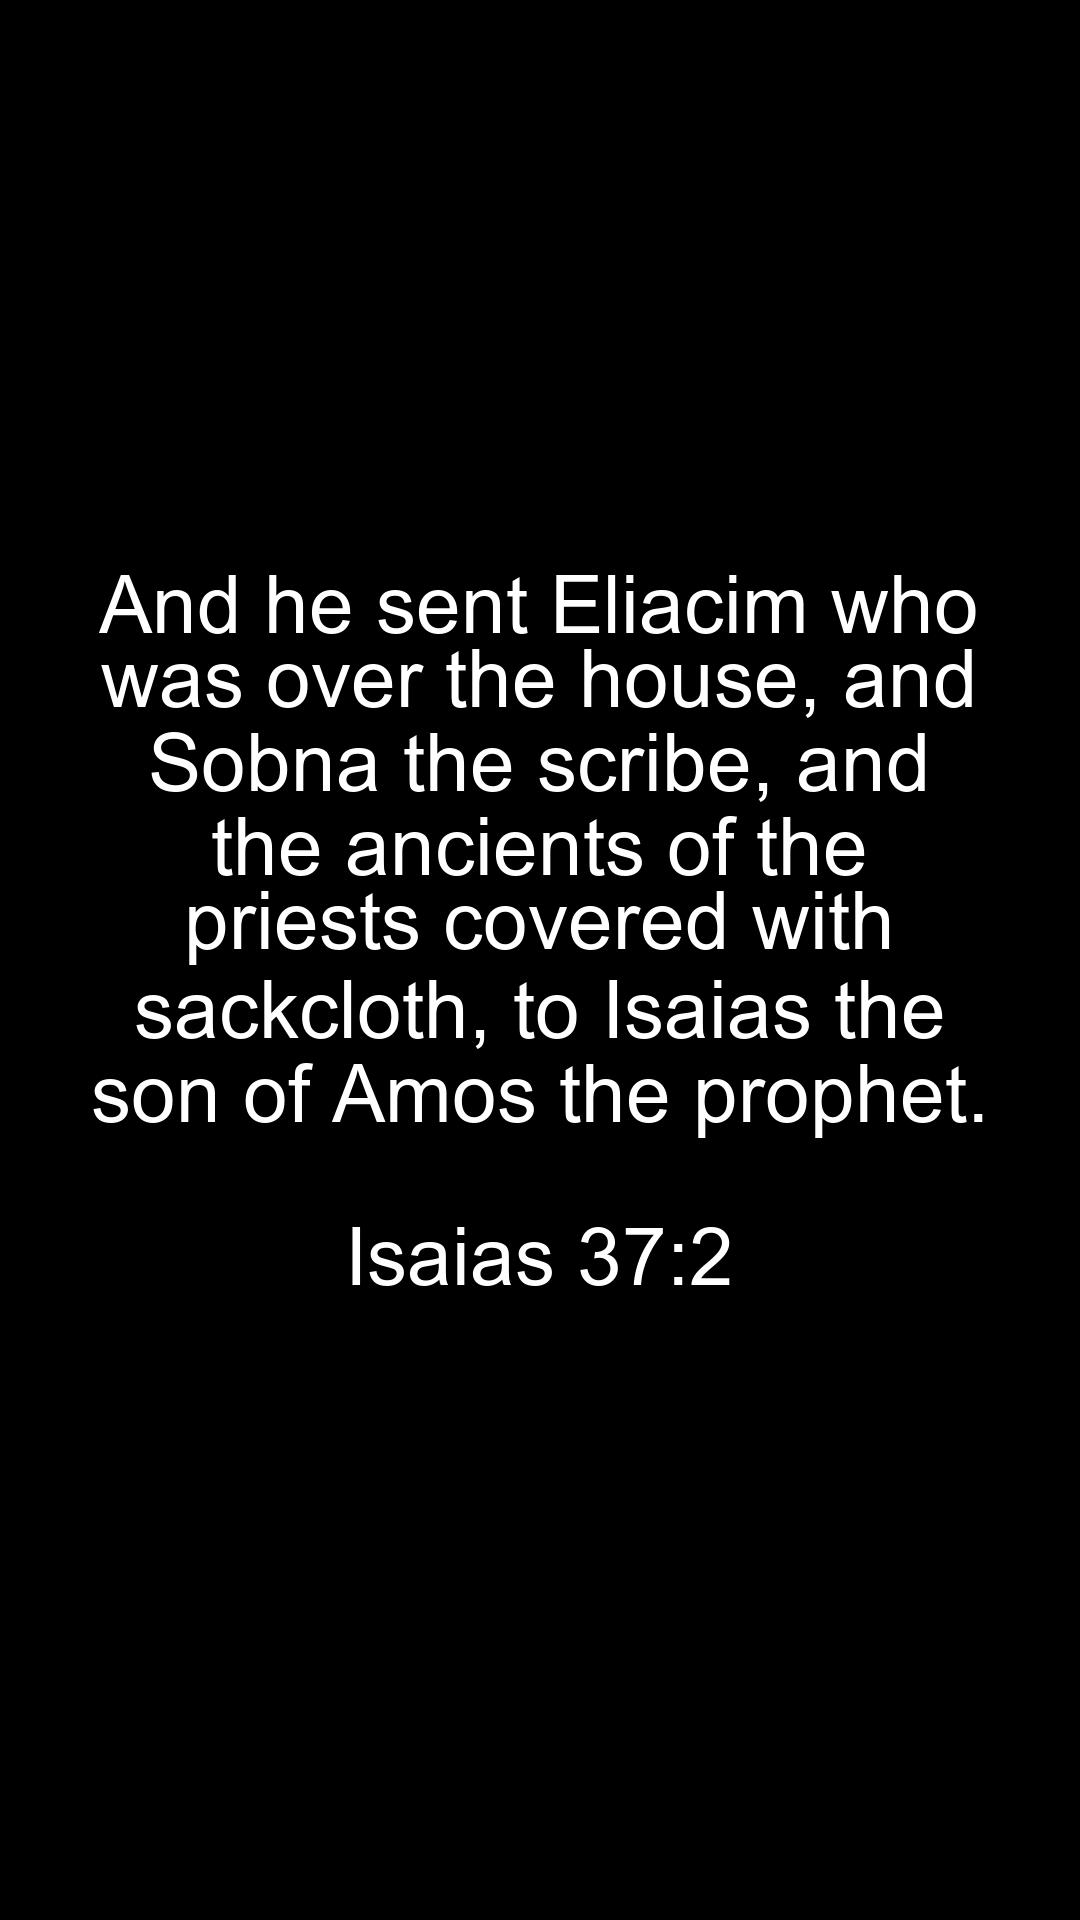 And he sent Eliacim who
was over the house, and
Sobna the scribe, and
the ancients of the
priests covered with
sackcloth, to Isaias the
son of Amos the prophet.
Isaias 37:2